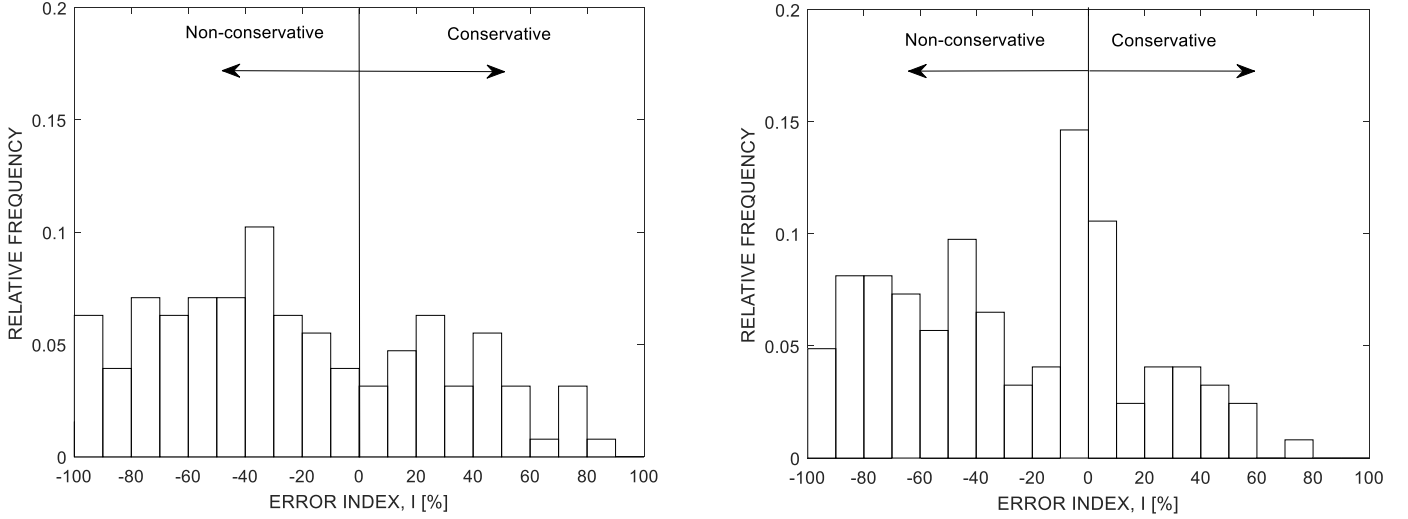 0.2
Non-conservative
Conservative
0.15
0.1
0.05
0
RELATIVE FREQUENCY
-100 -80 -60 -40 -20 0 20 40 60 80 100
ERROR INDEX, I [%]
0.2
Non-conservative
Conservative
0.15
0.1
0.05
0
RELATIVE FREQUENCY
-100 -80 -60 -40 -20 0 20 40 60 80 100
ERROR INDEX, I [%]